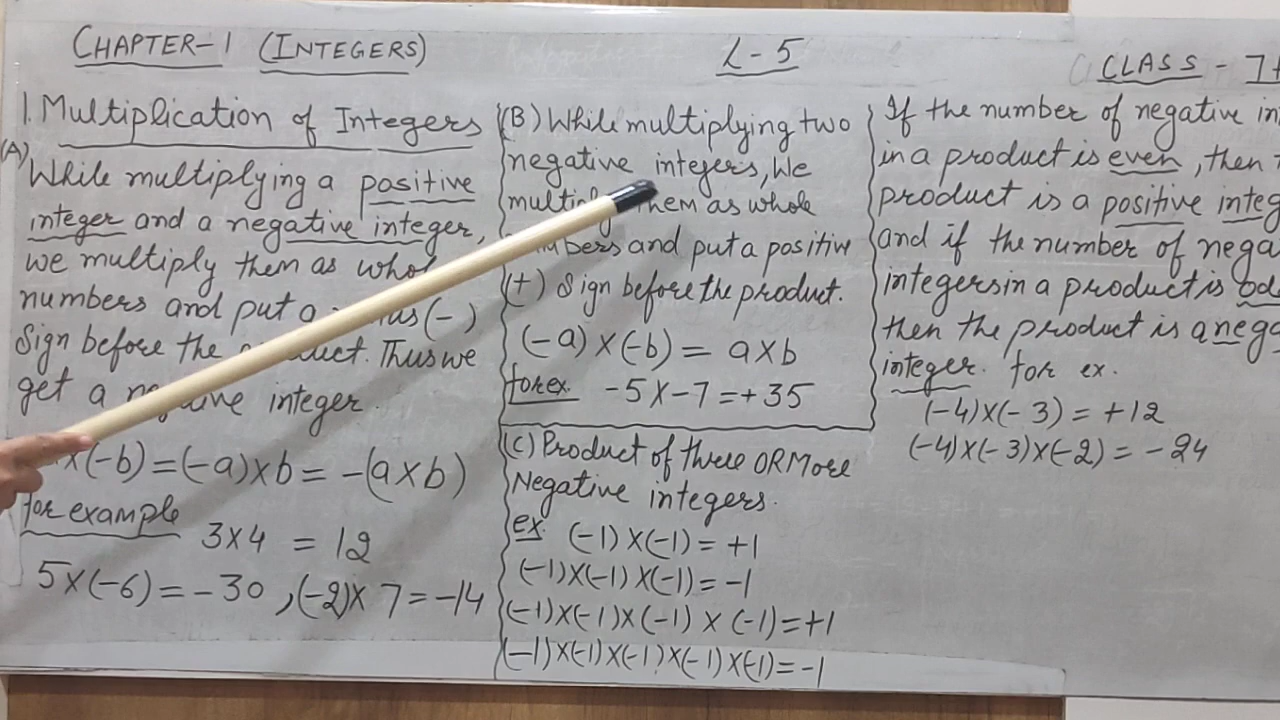 CHAPTER-1 (INTEGERS)
L-5
CLASS - 7
1. Multiplication of Integers
(A) While multiplying a positive
integer and a negative integer,
we multiply them as
numbers and put a (-)
Sign before the Thus we
get a integer.
x(-b)=(-a)xb = -(axb)
for example
3x4 = 12
5x(-6)= -30, (-2)x 7=-14
(B) While multiplying two
negative integers, We
them as whole
and put a positive
(+) Sign before the product.
(-a)x(-b) = axb
for ex. -5x-7=+35
(C) Product of three OR More
Negative integers.
ex. (-1)x(-1)= +1
(-1)x(-1)x(-1)= -1
(-1)x(-1)x(-1) x (-1)=+1
(-1)x(-1)x(-1)x(-1)x(-1)=-1
If the number of negative
in a product is even, then
product is a positive
and if the number of
integers in a product is
then the product is a
integer. for ex.
(-4)x(-3)= +12
(-4)x(-3)x(-2)= -24